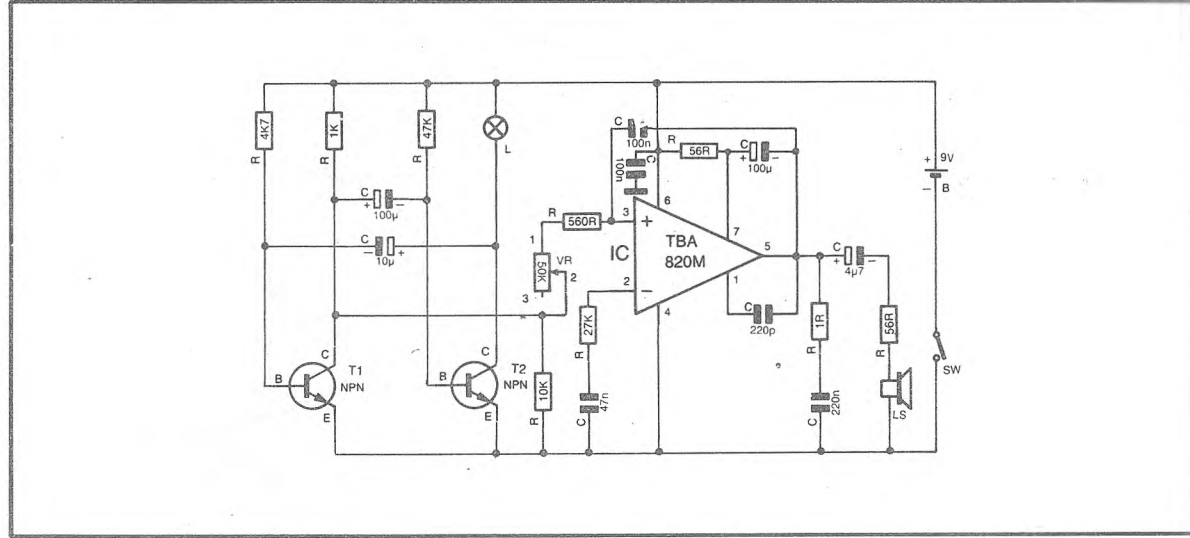 4K7
R
1K
R
47K
R
L
C
+ −
100µ
C
− +
10µ
B
C
T1
NPN
E
B
C
T2
NPN
E
1
50K
VR
2
3
R
560R
10K
R
C
100n
C
100n
R
56R
C
+ −
100µ
3
+
6
IC
TBA
820M
7
5
2
−
1
4
27K
R
47n
C
C
220p
1R
R
220n
C
C
+ −
4µ7
56R
R
LS
+ 9V
− B
SW